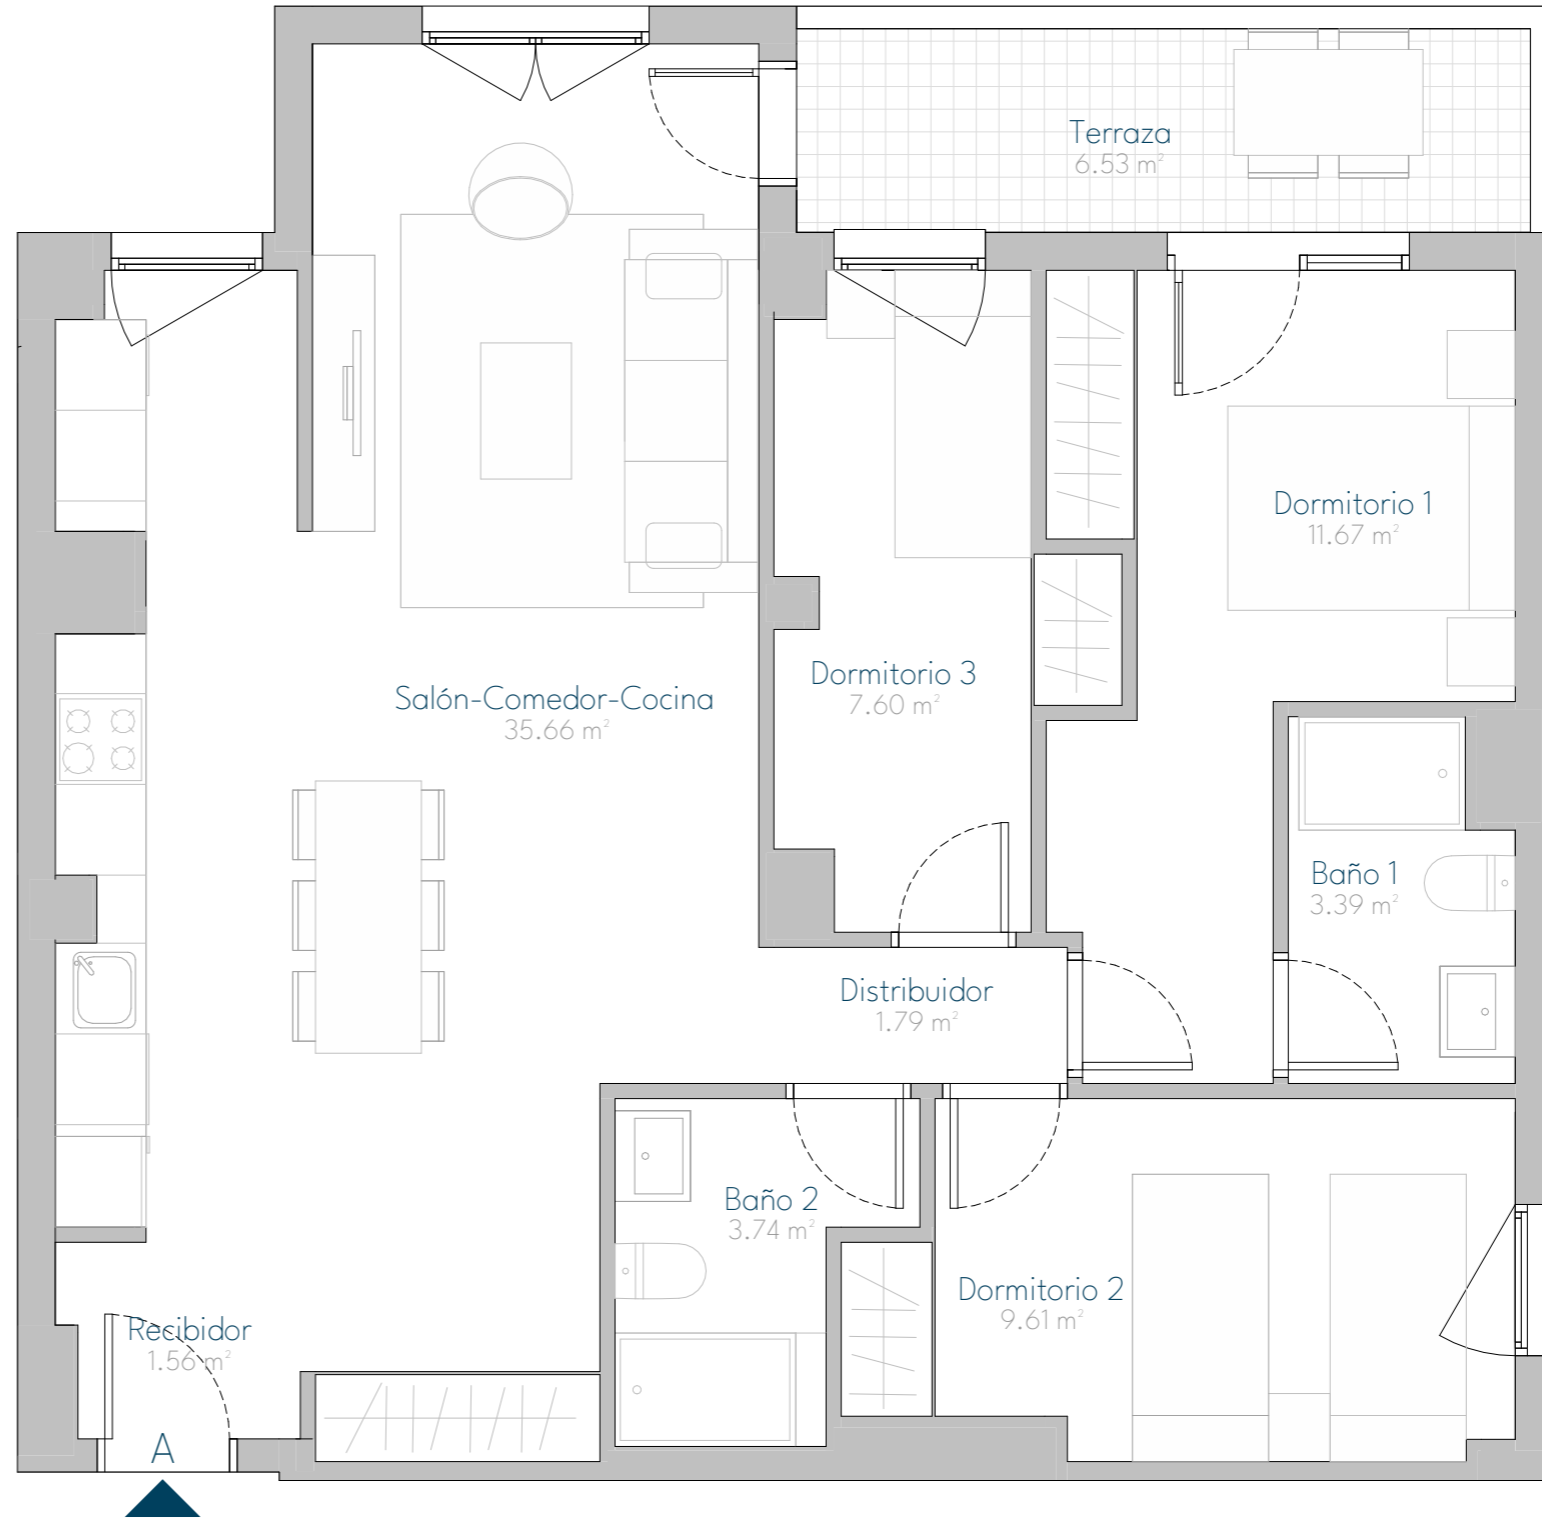 Terraza
6.53 m²
Dormitorio 1
11.67 m²
Dormitorio 3
7.60 m²
Salón-Comedor-Cocina
35.66 m²
Baño 1
3.39 m²
Distribuidor
1.79 m²
Baño 2
3.74 m²
Dormitorio 2
9.61 m²
Recibidor
1.56 m²
A